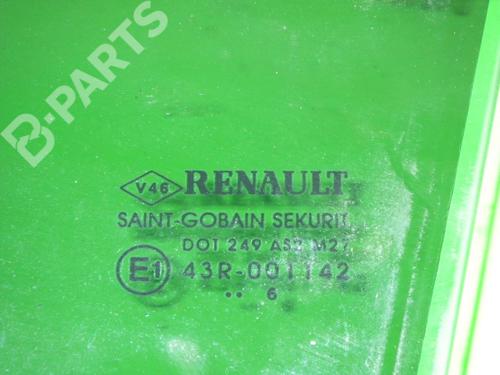 B-PARTS
V46 RENAULT
SAINT-GOBAIN SEKURIT
DOT 249 AS2 M27
E1 43R-001142
.. 6